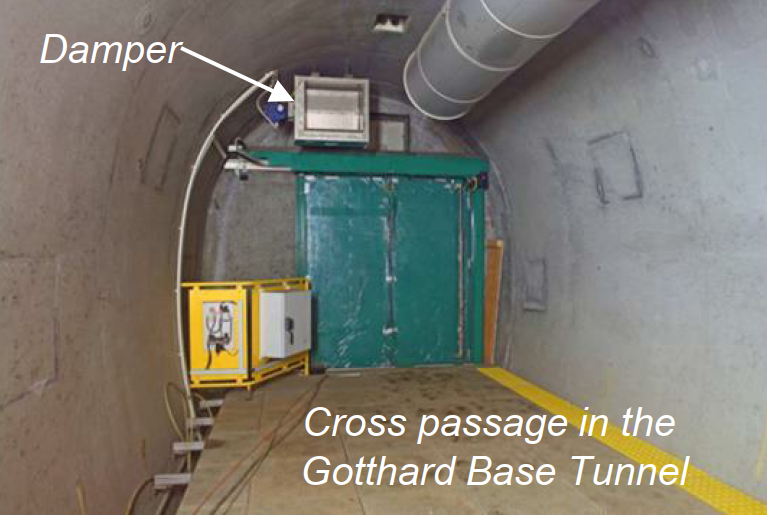 Damper
Cross passage in the
Gotthard Base Tunnel